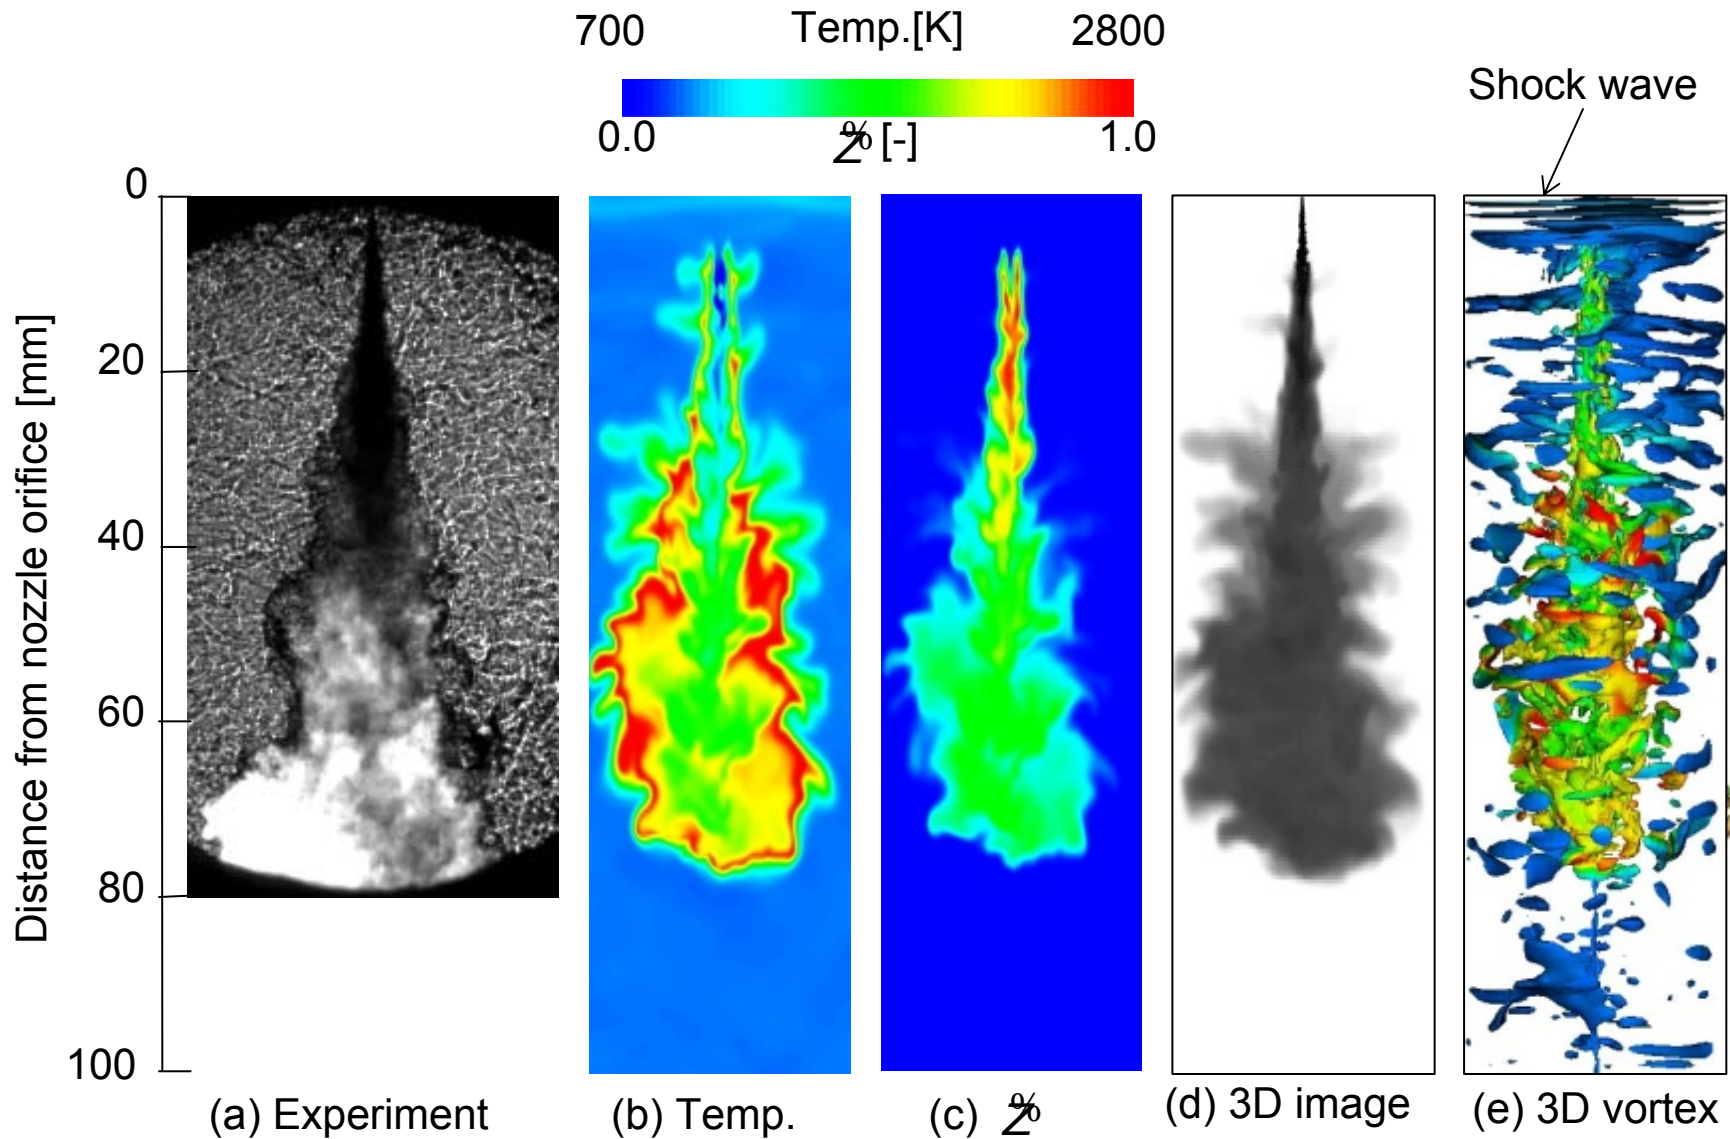 700 Temp.[K] 2800
Shock wave
0.0 Z% [-] 1.0
0
20
40
60
80
100
Distance from nozzle orifice [mm]
(a) Experiment
(b) Temp.
(c) Z%
(d) 3D image
(e) 3D vortex